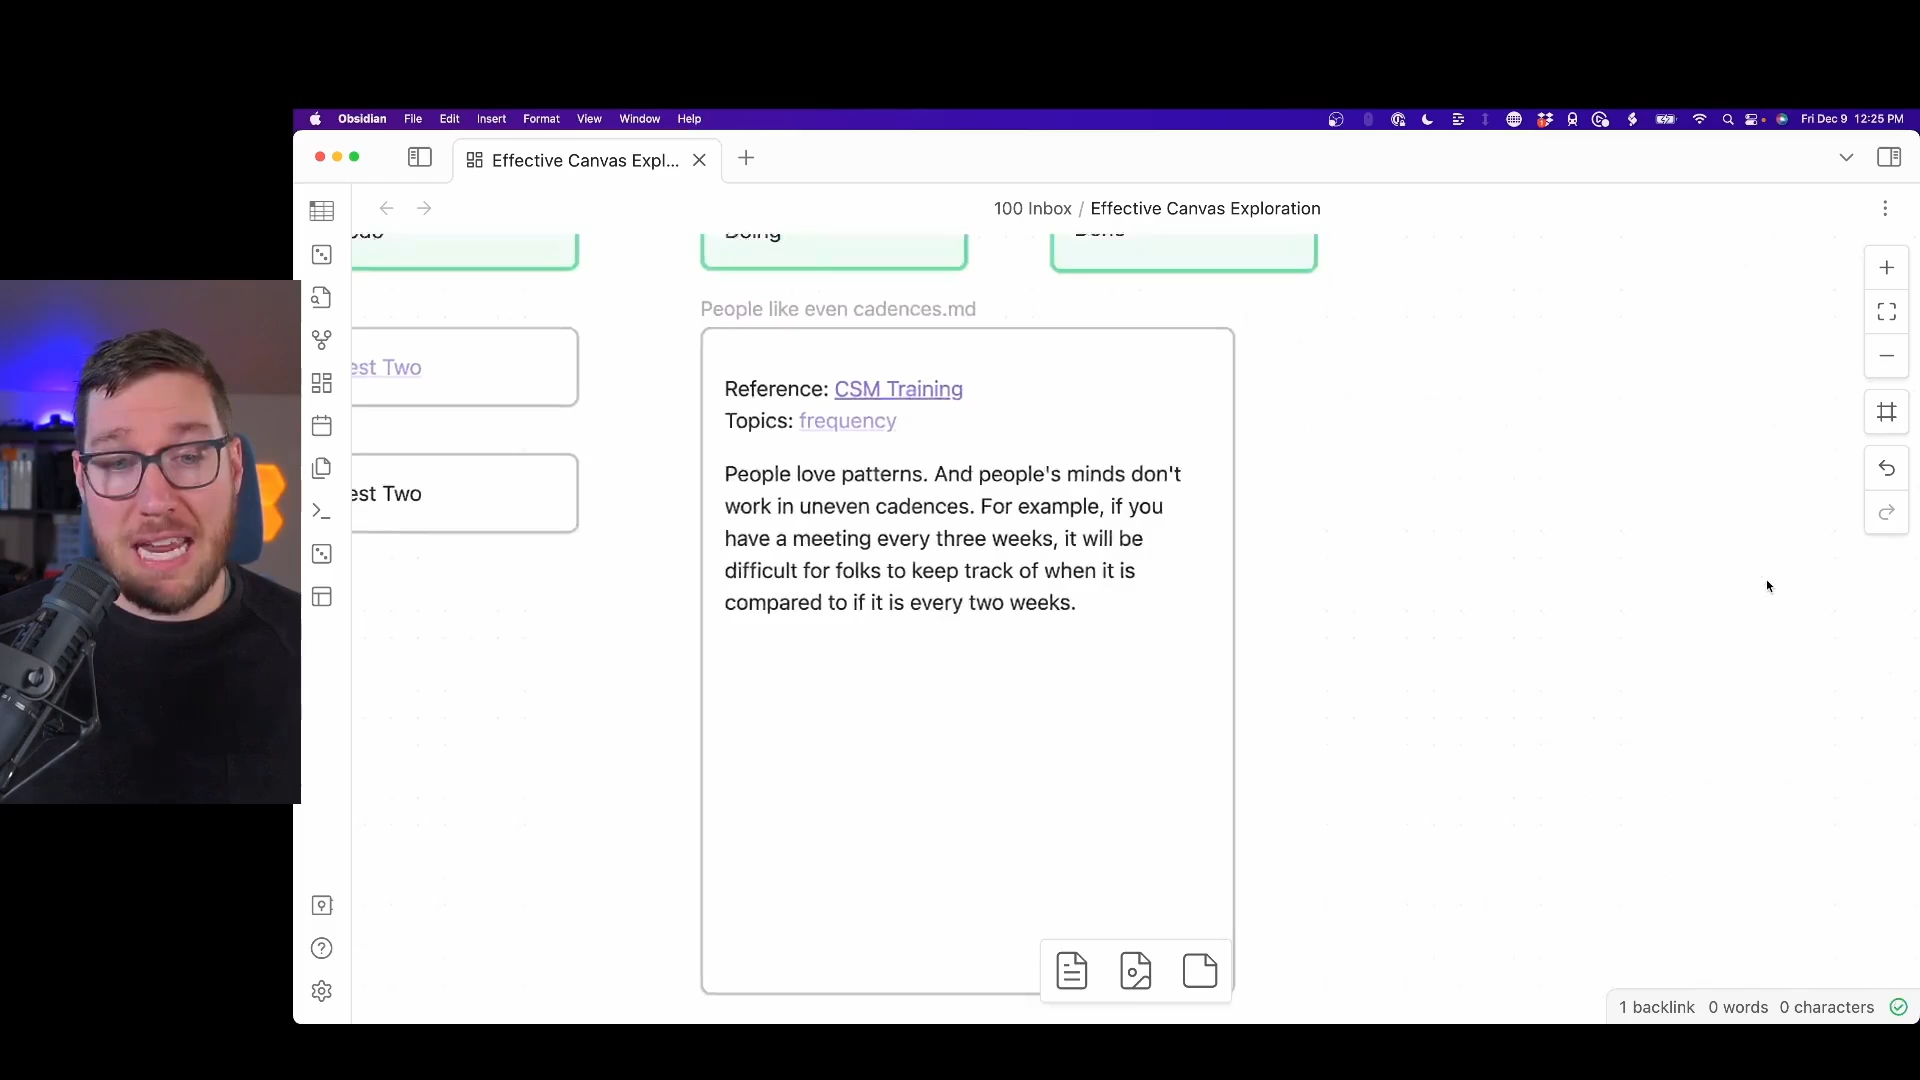 Obsidian File Edit Insert Format View Window Help
Fri Dec 9 12:25 PM
Effective Canvas Expl...
100 Inbox / Effective Canvas Exploration
Doing
Done
People like even cadences.md
est Two
Reference: CSM Training
Topics: frequency
People love patterns. And people's minds don't
work in uneven cadences. For example, if you
est Two
have a meeting every three weeks, it will be
difficult for folks to keep track of when it is
compared to if it is every two weeks.
1 backlink 0 words 0 characters